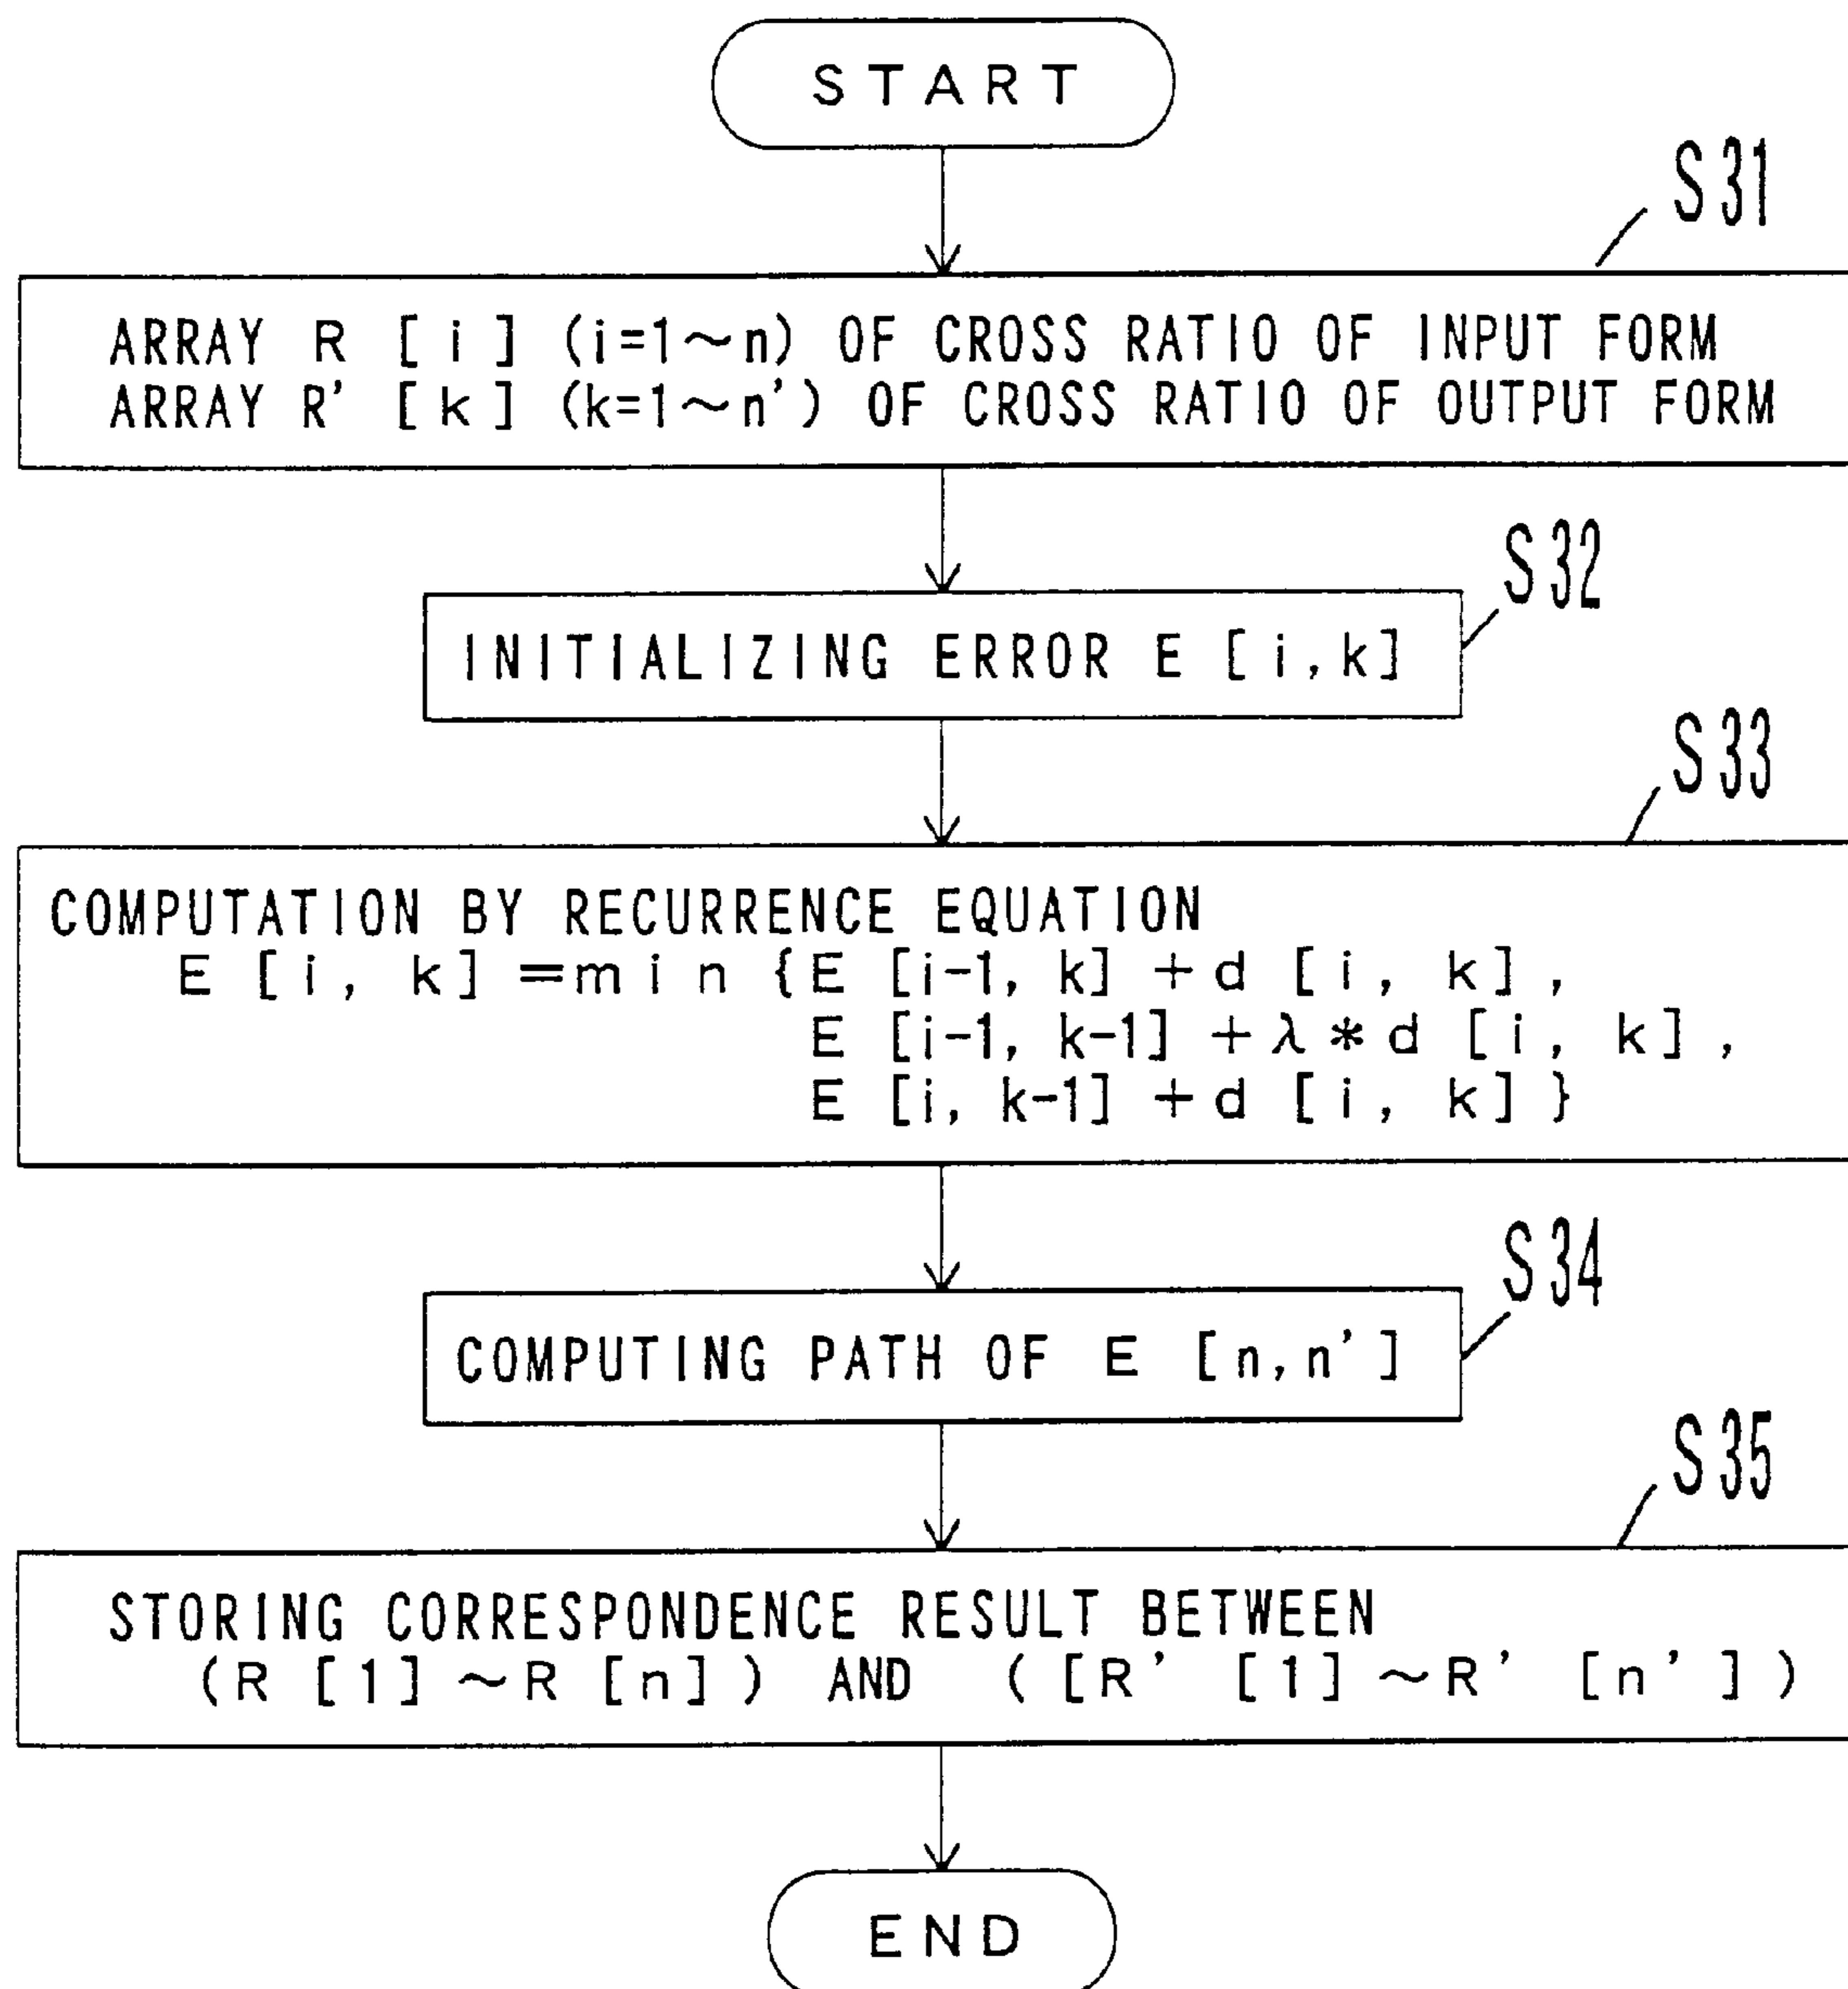 START
S31
ARRAY R [i] (i=1~n) OF CROSS RATIO OF INPUT FORM
ARRAY R' [k] (k=1~n') OF CROSS RATIO OF OUTPUT FORM
S32
INITIALIZING ERROR E [i,k]
S33
COMPUTATION BY RECURRENCE EQUATION
E [i, k] =min {E [i-1, k] +d [i, k],
E [i-1, k-1] +λ*d [i, k],
E [i, k-1] +d [i, k] }
S34
COMPUTING PATH OF E [n,n']
S35
STORING CORRESPONDENCE RESULT BETWEEN
(R [1] ~R [n]) AND ([R' [1] ~R' [n'])
END